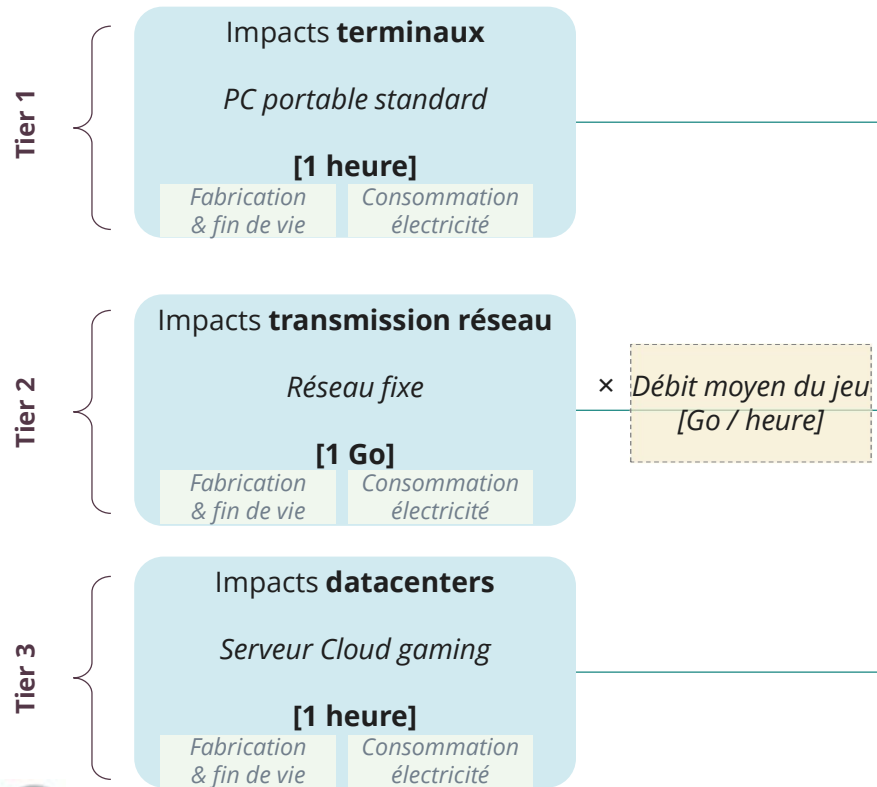 Tier 1
Impacts terminaux
PC portable standard
[1 heure]
Fabrication
& fin de vie
Consommation
électricité
Tier 2
Impacts transmission réseau
Réseau fixe
[1 Go]
Fabrication
& fin de vie
Consommation
électricité
×
Débit moyen du jeu
[Go / heure]
Tier 3
Impacts datacenters
Serveur Cloud gaming
[1 heure]
Fabrication
& fin de vie
Consommation
électricité